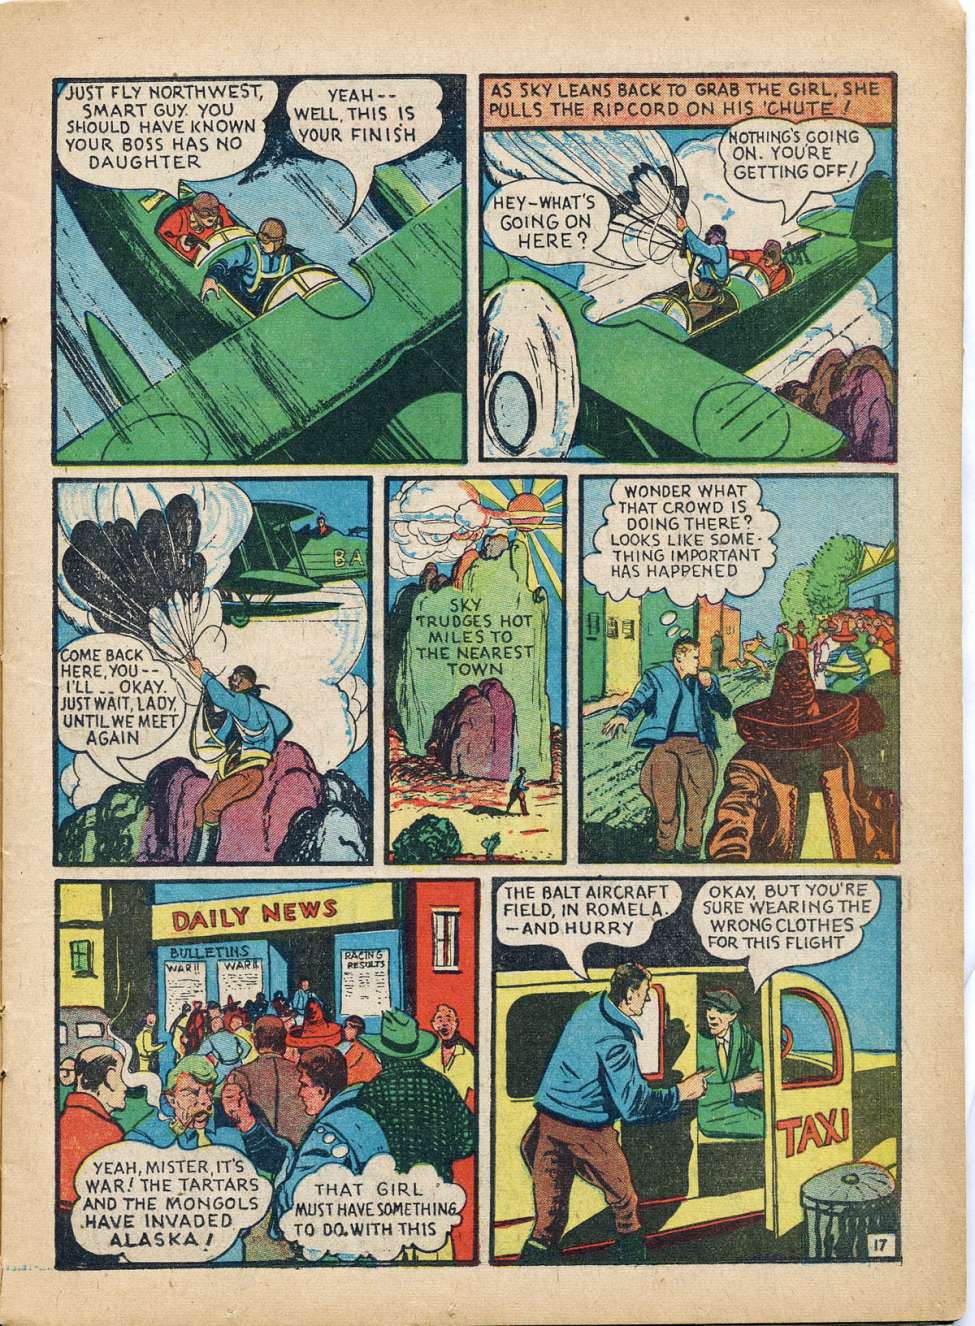 JUST FLY NORTHWEST,
SMART GUY. YOU
SHOULD HAVE KNOWN
YOUR BOSS HAS NO
DAUGHTER
YEAH--
WELL, THIS IS
YOUR FINISH
AS SKY LEANS BACK TO GRAB THE GIRL, SHE
PULLS THE RIPCORD ON HIS 'CHUTE!
HEY—WHAT'S
GOING ON
HERE?
NOTHING'S GOING
ON. YOU'RE
GETTING OFF!
BA
COME BACK
HERE, YOU--
I'LL -- OKAY.
JUST WAIT, LADY,
UNTIL WE MEET
AGAIN
SKY
TRUDGES HOT
MILES TO
THE NEAREST
TOWN
WONDER WHAT
THAT CROWD IS
DOING THERE?
LOOKS LIKE SOME-
THING IMPORTANT
HAS HAPPENED
DAILY NEWS
BULLETINS
WAR!!
WAR!!
RACING
RESULTS
YEAH, MISTER, IT'S
WAR! THE TARTARS
AND THE MONGOLS
HAVE INVADED
ALASKA!
THAT GIRL
MUST HAVE SOMETHING
TO DO WITH THIS
THE BALT AIRCRAFT
FIELD, IN ROMELA.
—AND HURRY
OKAY, BUT YOU'RE
SURE WEARING THE
WRONG CLOTHES
FOR THIS FLIGHT
TAXI
17